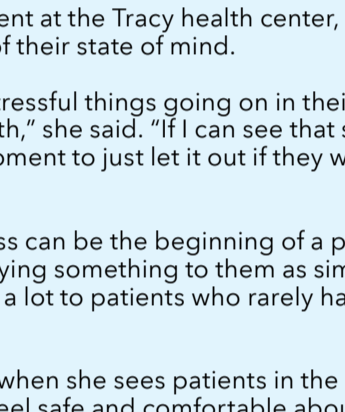 ent at the Tracy health center,
f their state of mind.
ressful things going on in thei
th,” she said. “If I can see that s
ment to just let it out if they w
ss can be the beginning of a p
ying something to them as sim
a lot to patients who rarely ha
when she sees patients in the
eel safe and comfortable abou